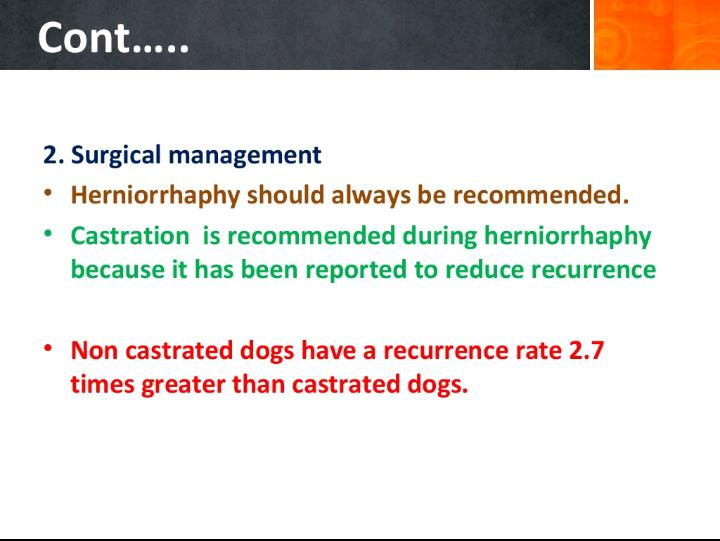 Cont…..
2. Surgical management
• Herniorrhaphy should always be recommended.
• Castration  is recommended during herniorrhaphy
because it has been reported to reduce recurrence
• Non castrated dogs have a recurrence rate 2.7
times greater than castrated dogs.